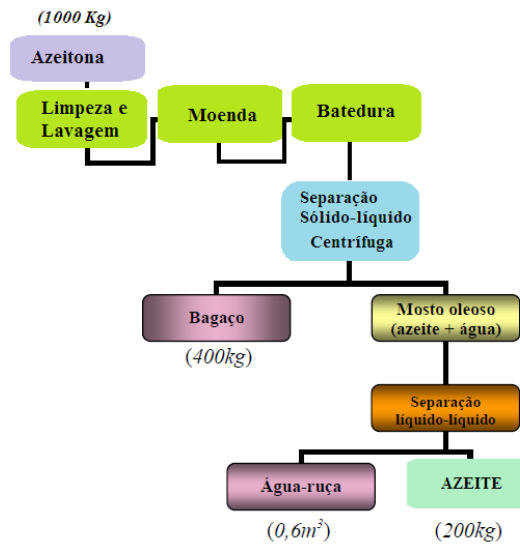 (1000 Kg)
Azeitona
Limpeza e
Lavagem
Moenda
Batedura
Separação
Sólido-líquido
Centrífuga
Bagaço
(400kg)
Mosto oleoso
(azeite + água)
Separação
líquido-líquido
Água-ruça
(0,6m³)
AZEITE
(200kg)